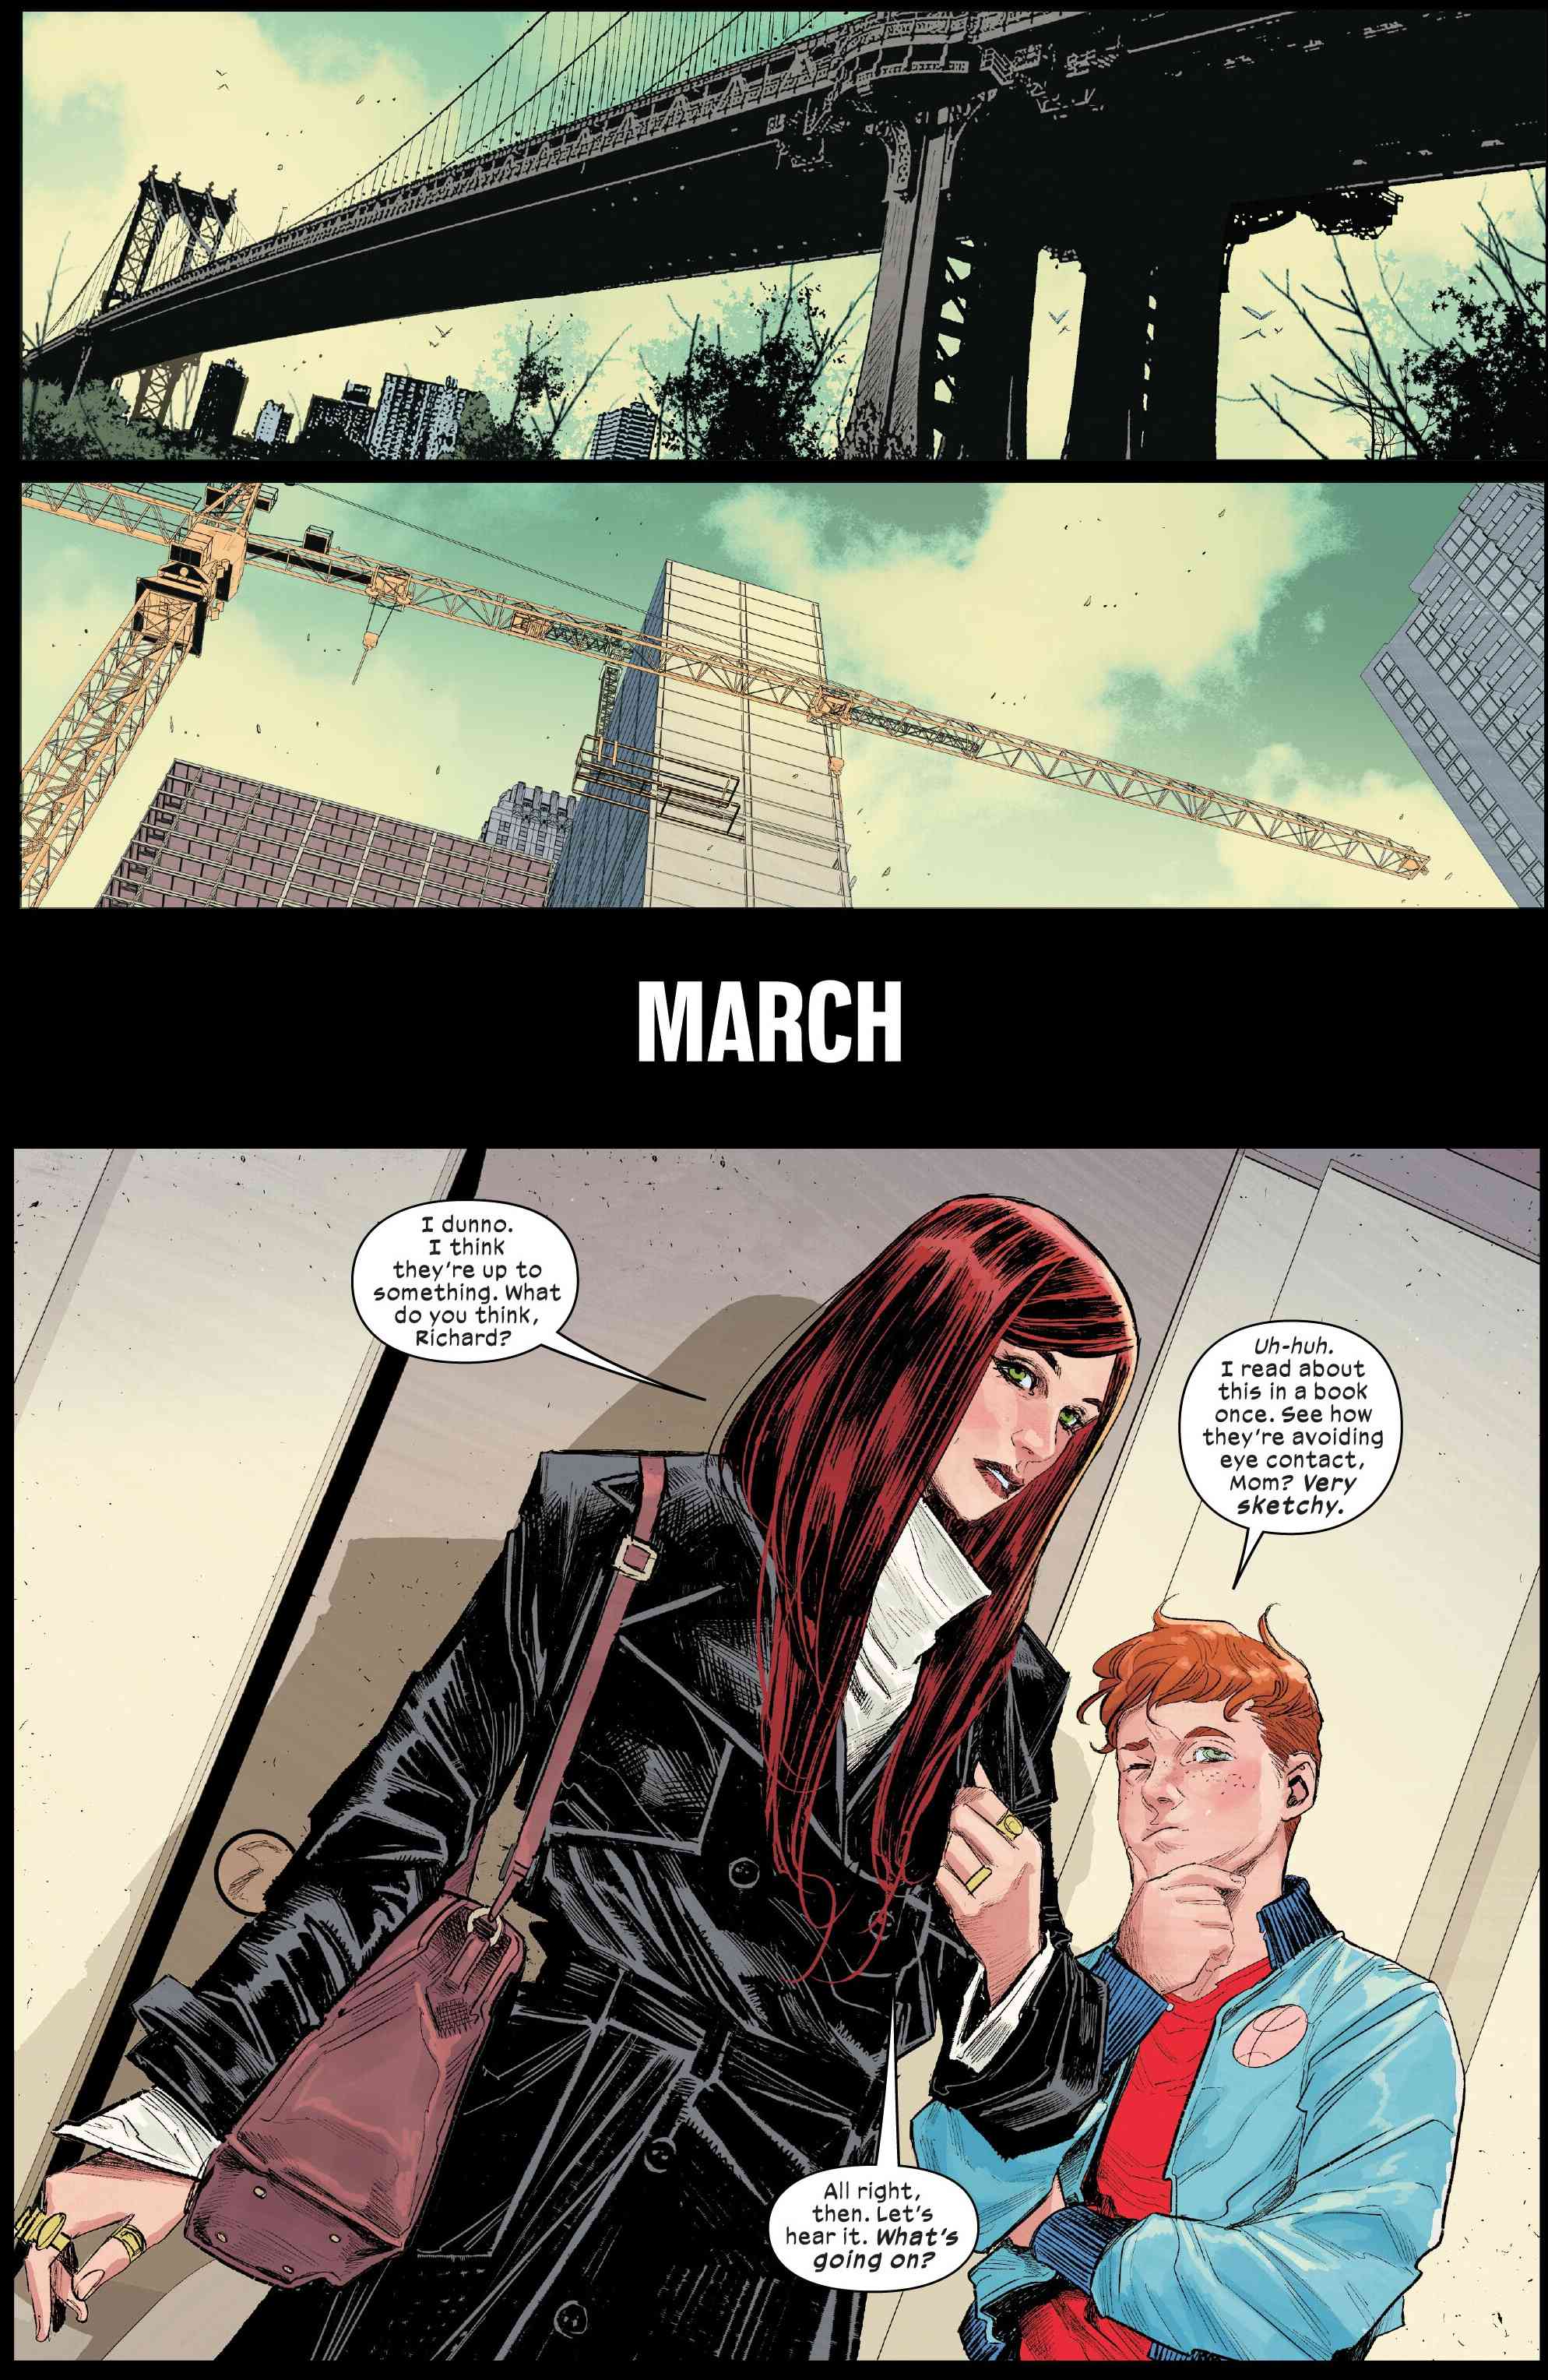 MARCH
I dunno.
I think
they're up to
something. What
do you think,
Richard?
Uh-huh.
I read about
this in a book
once. See how
they're avoiding
eye contact,
Mom? Very
sketchy.
All right,
then. Let's
hear it. What's
going on?